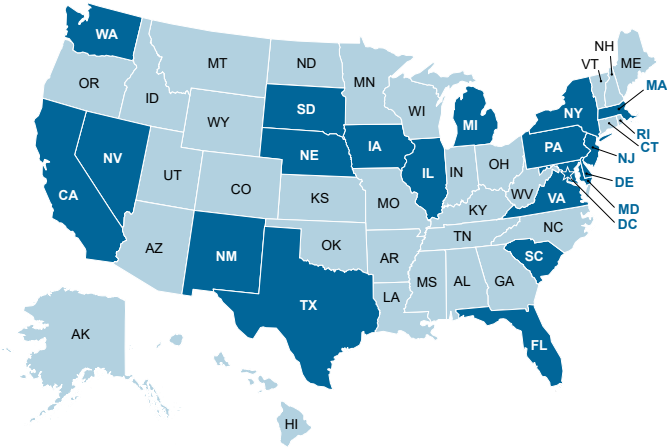 WA
NH
VT
ME
MT
ND
OR
MN
MA
ID
SD
WI
NY
WY
MI
RI
CT
NE
IA
PA
NJ
NV
IL
IN
OH
UT
CO
DE
CA
KS
MO
WV
VA
MD
KY
DC
NC
TN
AZ
NM
OK
AR
SC
MS
AL
GA
LA
TX
AK
FL
HI